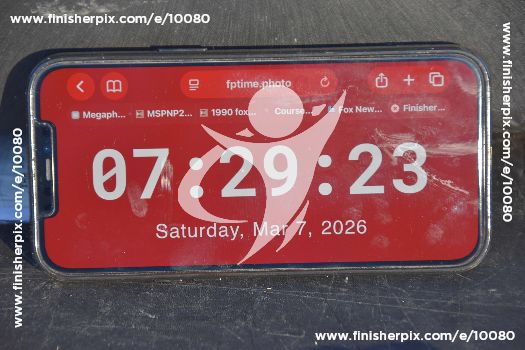 www.finisherpix.com/e/10080
www.finisherpix.com/e/10080
fptime.photo
Megaph...
MSPNP2...
1990 fox...
Course...
Fox New...
Finisher...
07:29:23
Saturday, Mar 7, 2026
www.finisherpix.com/e/10080
www.finisherpix.com/e/10080